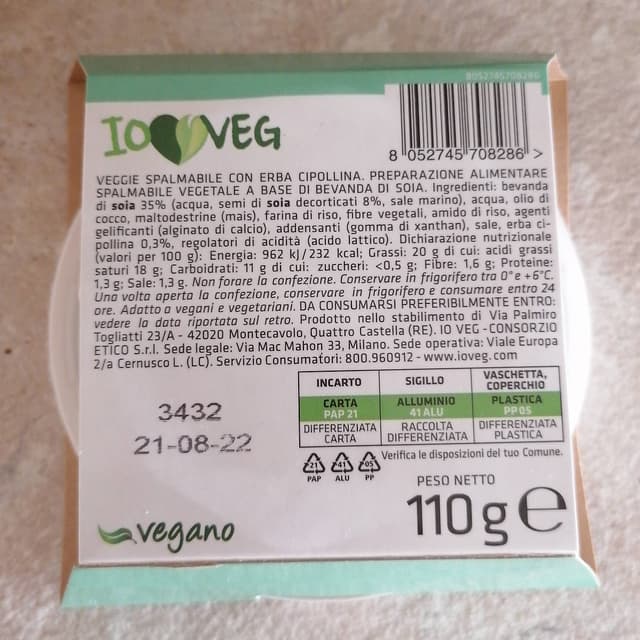 8052745708286
IO VEG
8 052745 708286 >
VEGGIE SPALMABILE CON ERBA CIPOLLINA. PREPARAZIONE ALIMENTARE
SPALMABILE VEGETALE A BASE DI BEVANDA DI SOIA. Ingredienti: bevanda
di soia 35% (acqua, semi di soia decorticati 8%, sale marino), acqua, olio di
cocco, maltodestrine (mais), farina di riso, fibre vegetali, amido di riso, agenti
gelificanti (alginato di calcio), addensanti (gomma di xanthan), sale, erba ci-
pollina 0,3%, regolatori di acidità (acido lattico). Dichiarazione nutrizionale
(valori per 100 g): Energia: 962 kJ/232 kcal; Grassi: 20 g di cui: acidi grassi
saturi 18 g; Carboidrati: 11 g di cui: zuccheri: <0,5 g; Fibre: 1,6 g; Proteine:
1,3 g; Sale: 1,3 g. Non forare la confezione. Conservare in frigorifero tra 0° e +6°C.
Una volta aperta la confezione, conservare in frigorifero e consumare entro 24
ore. Adatto a vegani e vegetariani. DA CONSUMARSI PREFERIBILMENTE ENTRO:
vedere la data riportata sul retro. Prodotto nello stabilimento di Via Palmiro
Togliatti 23/A - 42020 Montecavolo, Quattro Castella (RE). IO VEG - CONSORZIO
ETICO S.r.l. Sede legale: Via Mac Mahon 33, Milano. Sede operativa: Viale Europa
2/a Cernusco L. (LC). Servizio Consumatori: 800.960912 - www.ioveg.com
INCARTO SIGILLO VASCHETTA, COPERCHIO
CARTA ALLUMINIO PLASTICA
PAP 21 41 ALU PP 05
DIFFERENZIATA RACCOLTA DIFFERENZIATA
CARTA DIFFERENZIATA PLASTICA
3432
21-08-22
21 41 05
PAP ALU PP
Verifica le disposizioni del tuo Comune.
PESO NETTO
110 g e
vegano